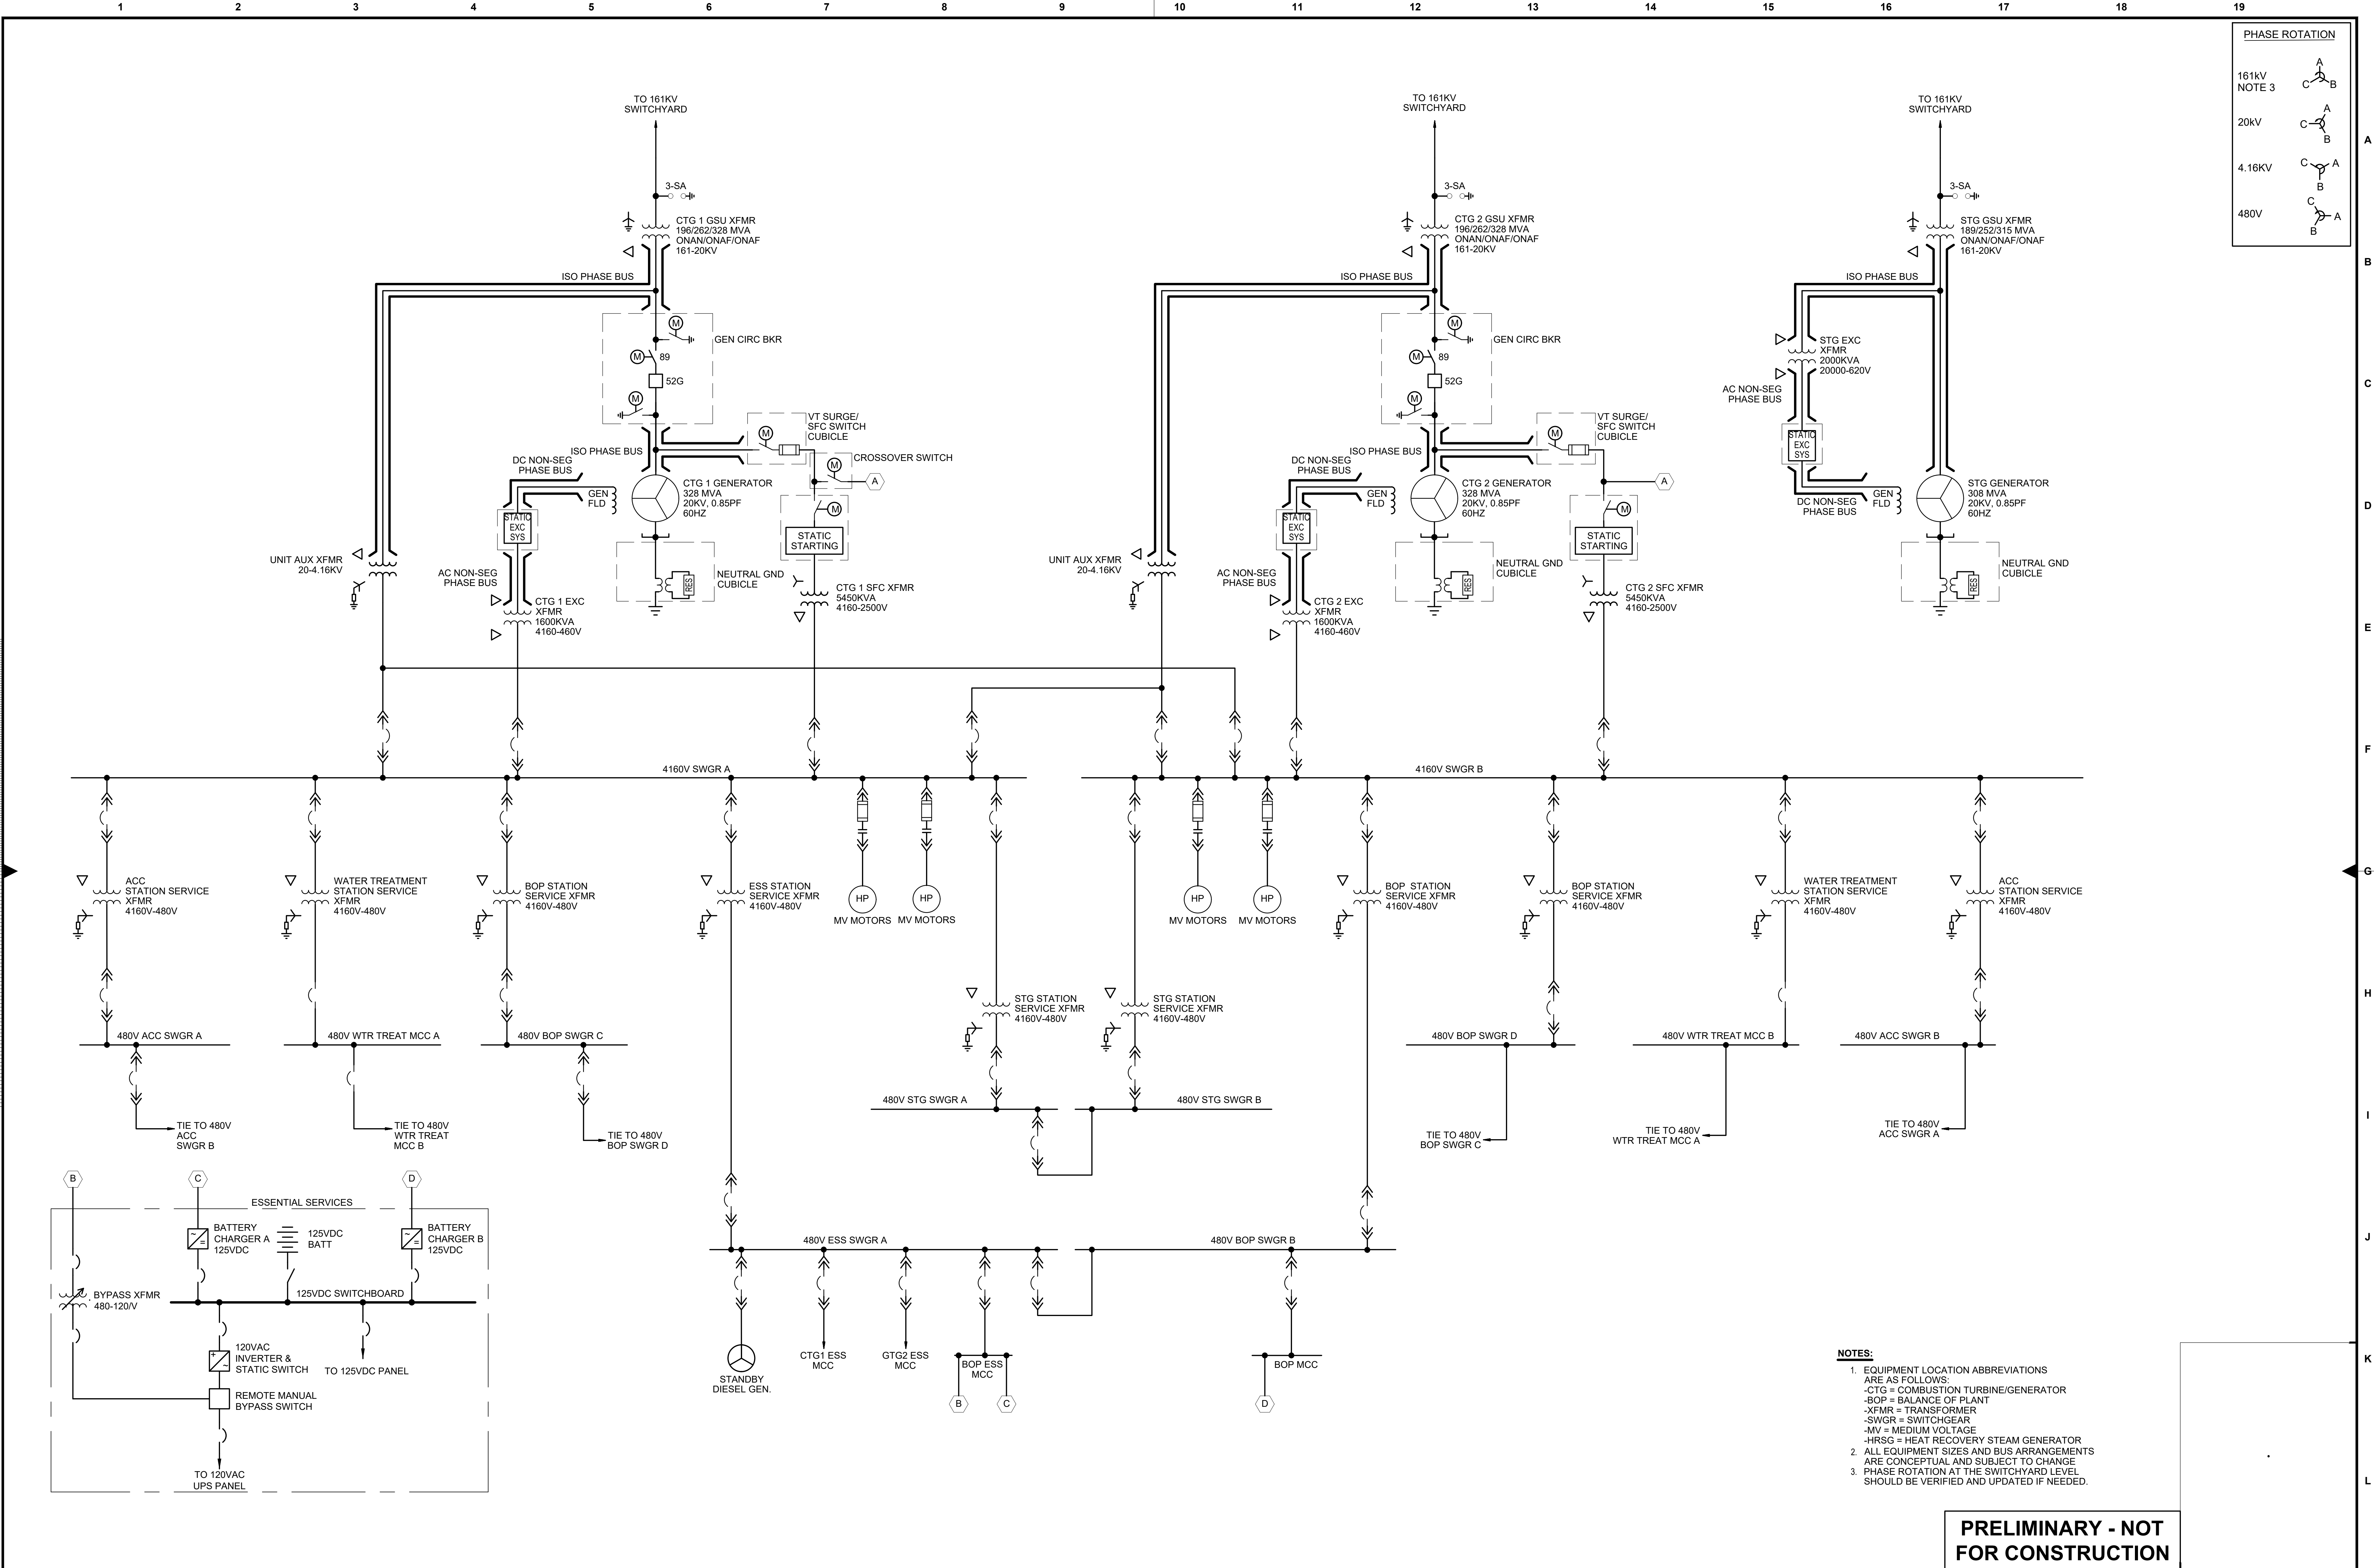 1 2 3 4 5 6 7 8 9 10 11 12 13 14 15 16 17 18 19
PHASE ROTATION
161kV
NOTE 3
A
C B
20kV
A
C
B
4.16KV
C A
B
480V
C
A
B
A
B
C
D
E
F
G
H
I
J
K
L
TO 161KV
SWITCHYARD
3-SA
CTG 1 GSU XFMR
196/262/328 MVA
ONAN/ONAF/ONAF
161-20KV
ISO PHASE BUS
M
GEN CIRC BKR
M
89
52G
M
VT SURGE/
SFC SWITCH
CUBICLE
M
ISO PHASE BUS
CROSSOVER SWITCH
M
A
DC NON-SEG
PHASE BUS
GEN
FLD
CTG 1 GENERATOR
328 MVA
20KV, 0.85PF
60HZ
STATIC
EXC
SYS
M
STATIC
STARTING
UNIT AUX XFMR
20-4.16KV
AC NON-SEG
PHASE BUS
RES
NEUTRAL GND
CUBICLE
CTG 1 EXC
XFMR
1600KVA
4160-460V
CTG 1 SFC XFMR
5450KVA
4160-2500V
TO 161KV
SWITCHYARD
3-SA
CTG 2 GSU XFMR
196/262/328 MVA
ONAN/ONAF/ONAF
161-20KV
ISO PHASE BUS
M
GEN CIRC BKR
M
89
52G
M
VT SURGE/
SFC SWITCH
CUBICLE
M
ISO PHASE BUS
A
DC NON-SEG
PHASE BUS
GEN
FLD
CTG 2 GENERATOR
328 MVA
20KV, 0.85PF
60HZ
STATIC
EXC
SYS
M
STATIC
STARTING
UNIT AUX XFMR
20-4.16KV
AC NON-SEG
PHASE BUS
RES
NEUTRAL GND
CUBICLE
CTG 2 EXC
XFMR
1600KVA
4160-460V
CTG 2 SFC XFMR
5450KVA
4160-2500V
TO 161KV
SWITCHYARD
3-SA
STG GSU XFMR
189/252/315 MVA
ONAN/ONAF/ONAF
161-20KV
ISO PHASE BUS
STG EXC
XFMR
2000KVA
20000-620V
AC NON-SEG
PHASE BUS
STATIC
EXC
SYS
DC NON-SEG
PHASE BUS
GEN
FLD
STG GENERATOR
308 MVA
20KV, 0.85PF
60HZ
RES
NEUTRAL GND
CUBICLE
4160V SWGR A
4160V SWGR B
ACC
STATION SERVICE
XFMR
4160V-480V
WATER TREATMENT
STATION SERVICE
XFMR
4160V-480V
BOP STATION
SERVICE XFMR
4160V-480V
ESS STATION
SERVICE XFMR
4160V-480V
HP
MV MOTORS
HP
MV MOTORS
HP
MV MOTORS
HP
MV MOTORS
BOP STATION
SERVICE XFMR
4160V-480V
BOP STATION
SERVICE XFMR
4160V-480V
WATER TREATMENT
STATION SERVICE
XFMR
4160V-480V
ACC
STATION SERVICE
XFMR
4160V-480V
STG STATION
SERVICE XFMR
4160V-480V
STG STATION
SERVICE XFMR
4160V-480V
480V ACC SWGR A
480V WTR TREAT MCC A
480V BOP SWGR C
480V BOP SWGR D
480V WTR TREAT MCC B
480V ACC SWGR B
480V STG SWGR A
480V STG SWGR B
TIE TO 480V
ACC
SWGR B
TIE TO 480V
WTR TREAT
MCC B
TIE TO 480V
BOP SWGR D
TIE TO 480V
BOP SWGR C
TIE TO 480V
WTR TREAT MCC A
TIE TO 480V
ACC SWGR A
B
C
D
ESSENTIAL SERVICES
BATTERY
CHARGER A
125VDC
125VDC
BATT
BATTERY
CHARGER B
125VDC
BYPASS XFMR
480-120/V
125VDC SWITCHBOARD
120VAC
INVERTER &
STATIC SWITCH
TO 125VDC PANEL
REMOTE MANUAL
BYPASS SWITCH
TO 120VAC
UPS PANEL
480V ESS SWGR A
480V BOP SWGR B
STANDBY
DIESEL GEN.
CTG1 ESS
MCC
GTG2 ESS
MCC
BOP ESS
MCC
B
C
BOP MCC
D
NOTES:
1. EQUIPMENT LOCATION ABBREVIATIONS
ARE AS FOLLOWS:
-CTG = COMBUSTION TURBINE/GENERATOR
-BOP = BALANCE OF PLANT
-XFMR = TRANSFORMER
-SWGR = SWITCHGEAR
-MV = MEDIUM VOLTAGE
-HRSG = HEAT RECOVERY STEAM GENERATOR
2. ALL EQUIPMENT SIZES AND BUS ARRANGEMENTS
ARE CONCEPTUAL AND SUBJECT TO CHANGE
3. PHASE ROTATION AT THE SWITCHYARD LEVEL
SHOULD BE VERIFIED AND UPDATED IF NEEDED.
PRELIMINARY - NOT
FOR CONSTRUCTION